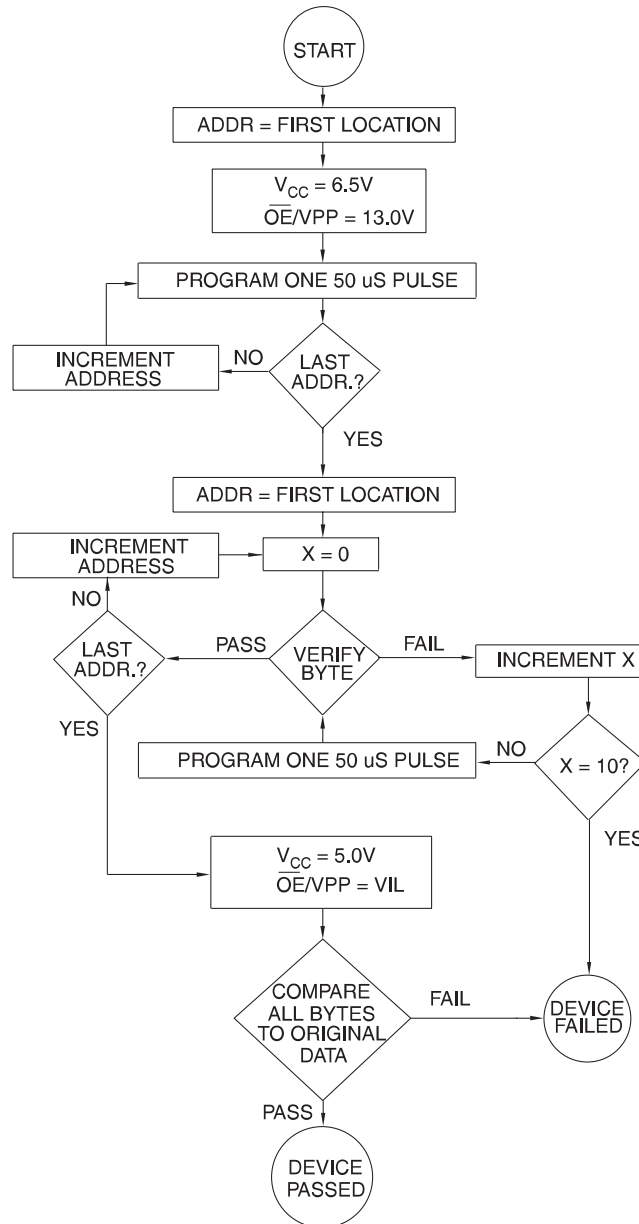 START
ADDR = FIRST LOCATION
VCC = 6.5V
OE/VPP = 13.0V
PROGRAM ONE 50 uS PULSE
INCREMENT
ADDRESS
NO
LAST
ADDR.?
YES
ADDR = FIRST LOCATION
INCREMENT
ADDRESS
X = 0
NO
LAST
ADDR.?
PASS
VERIFY
BYTE
FAIL
INCREMENT X
YES
PROGRAM ONE 50 uS PULSE
NO
X = 10?
YES
VCC = 5.0V
OE/VPP = VIL
COMPARE
ALL BYTES
TO ORIGINAL
DATA
FAIL
DEVICE
FAILED
PASS
DEVICE
PASSED